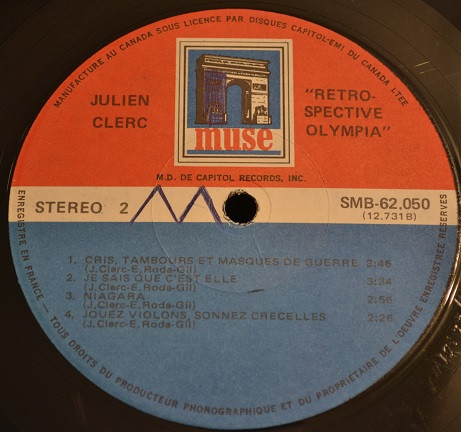 MANUFACTURE AU CANADA SOUS LICENCE PAR DISQUES CAPITOL-EMI DU CANADA LTEE
JULIEN
CLERC
muse
"RETRO-
SPECTIVE
OLYMPIA"
M.D. DE CAPITOL RECORDS, INC.
STEREO 2
SMB-62.050
(12.731B)
1. CRIS, TAMBOURS ET MASQUES DE GUERRE 3:46
(J.Clerc-E. Roda-Gil)
2. JE SAIS QUE C'EST ELLE 3:34
(J.Clerc-E. Roda-Gil)
3. NIAGARA 2:56
(J.Clerc-E. Roda-Gil)
4. JOUEZ VIOLONS, SONNEZ CRECELLES 2:26
(J.Clerc-E. Roda-Gil)
ENREGISTRE EN FRANCE – TOUS DROITS DU PRODUCTEUR PHONOGRAPHIQUE ET DU PROPRIETAIRE DE L'OEUVRE ENREGISTREE RESERVES